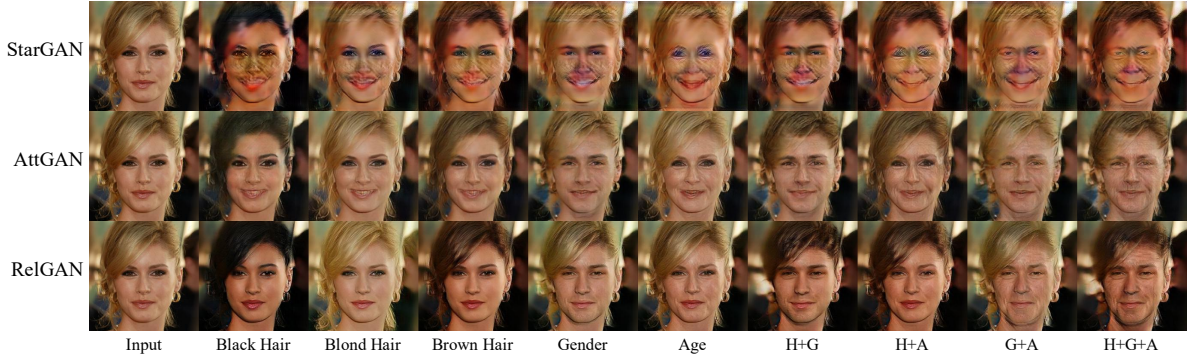 StarGAN
AttGAN
RelGAN
Input Black Hair Blond Hair Brown Hair Gender Age H+G H+A G+A H+G+A